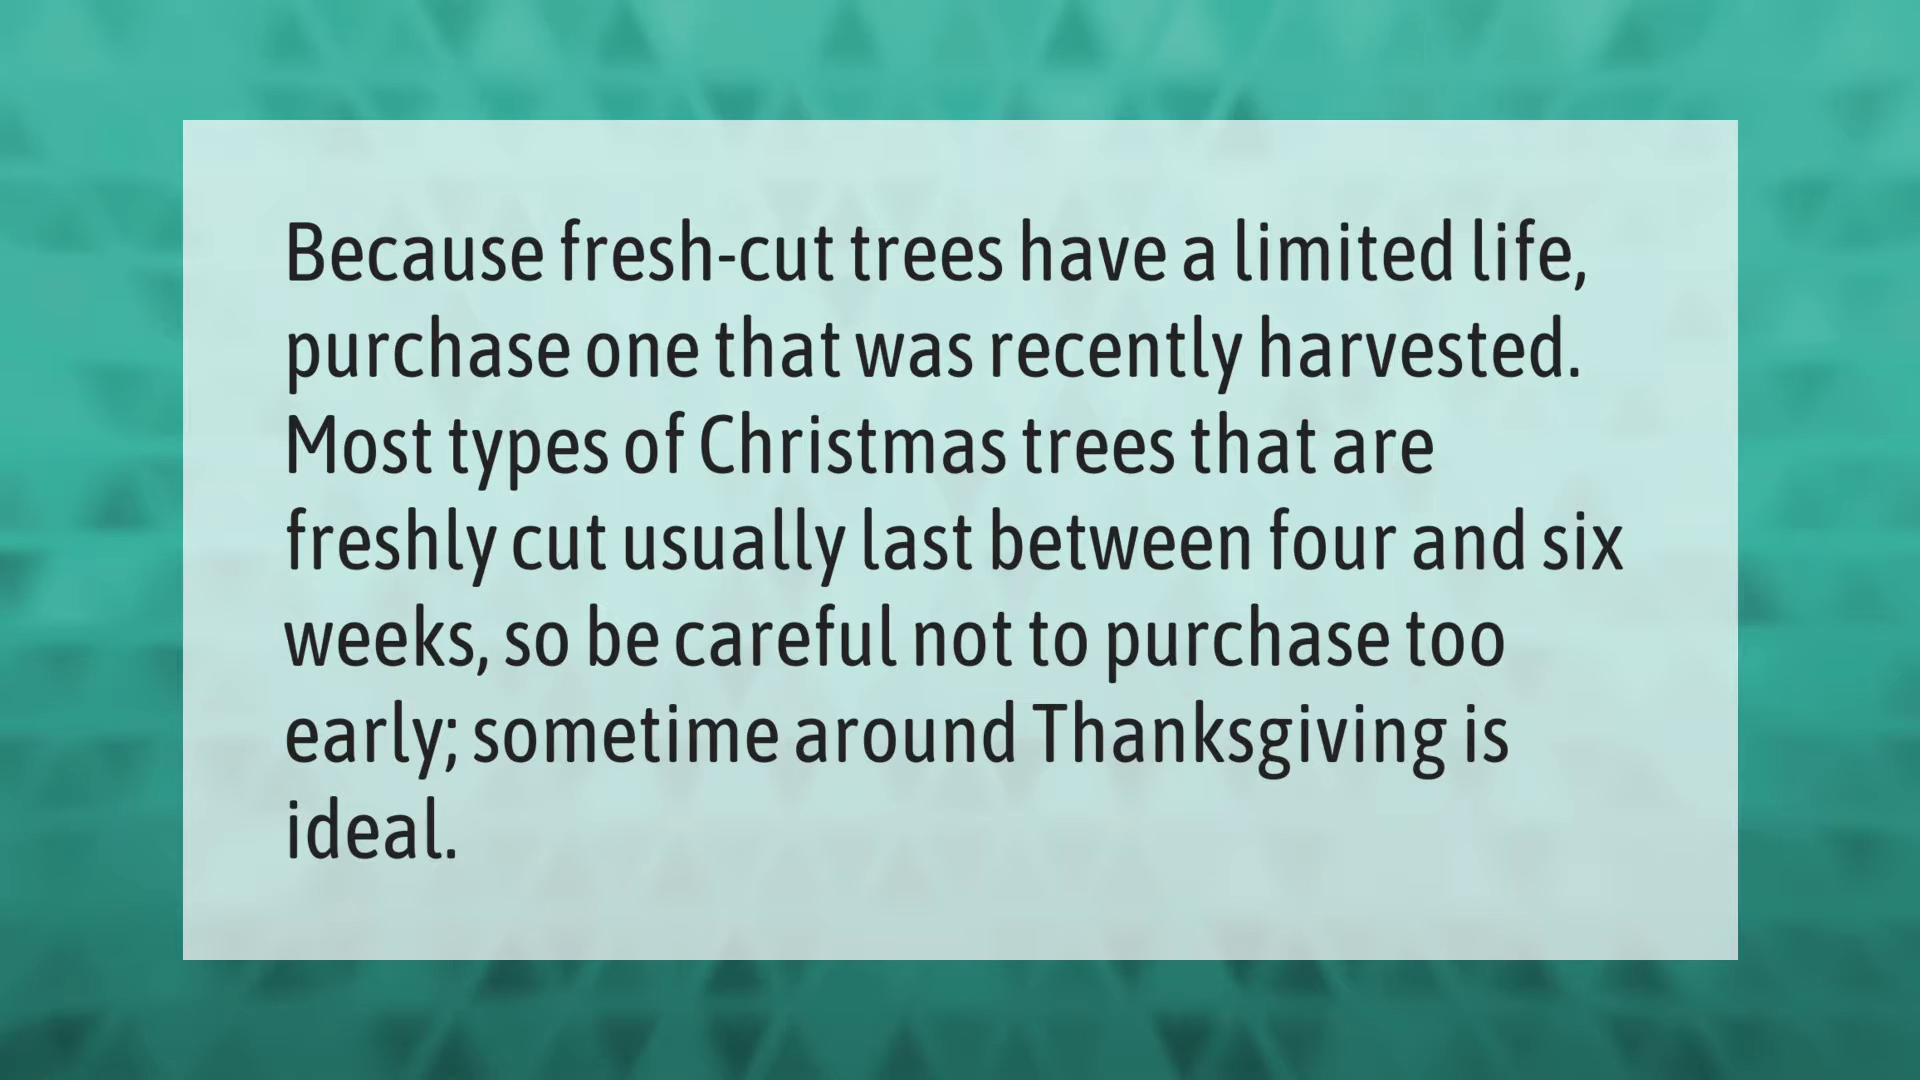 Because fresh-cut trees have a limited life,
purchase one that was recently harvested.
Most types of Christmas trees that are
freshly cut usually last between four and six
weeks, so be careful not to purchase too
early; sometime around Thanksgiving is
ideal.